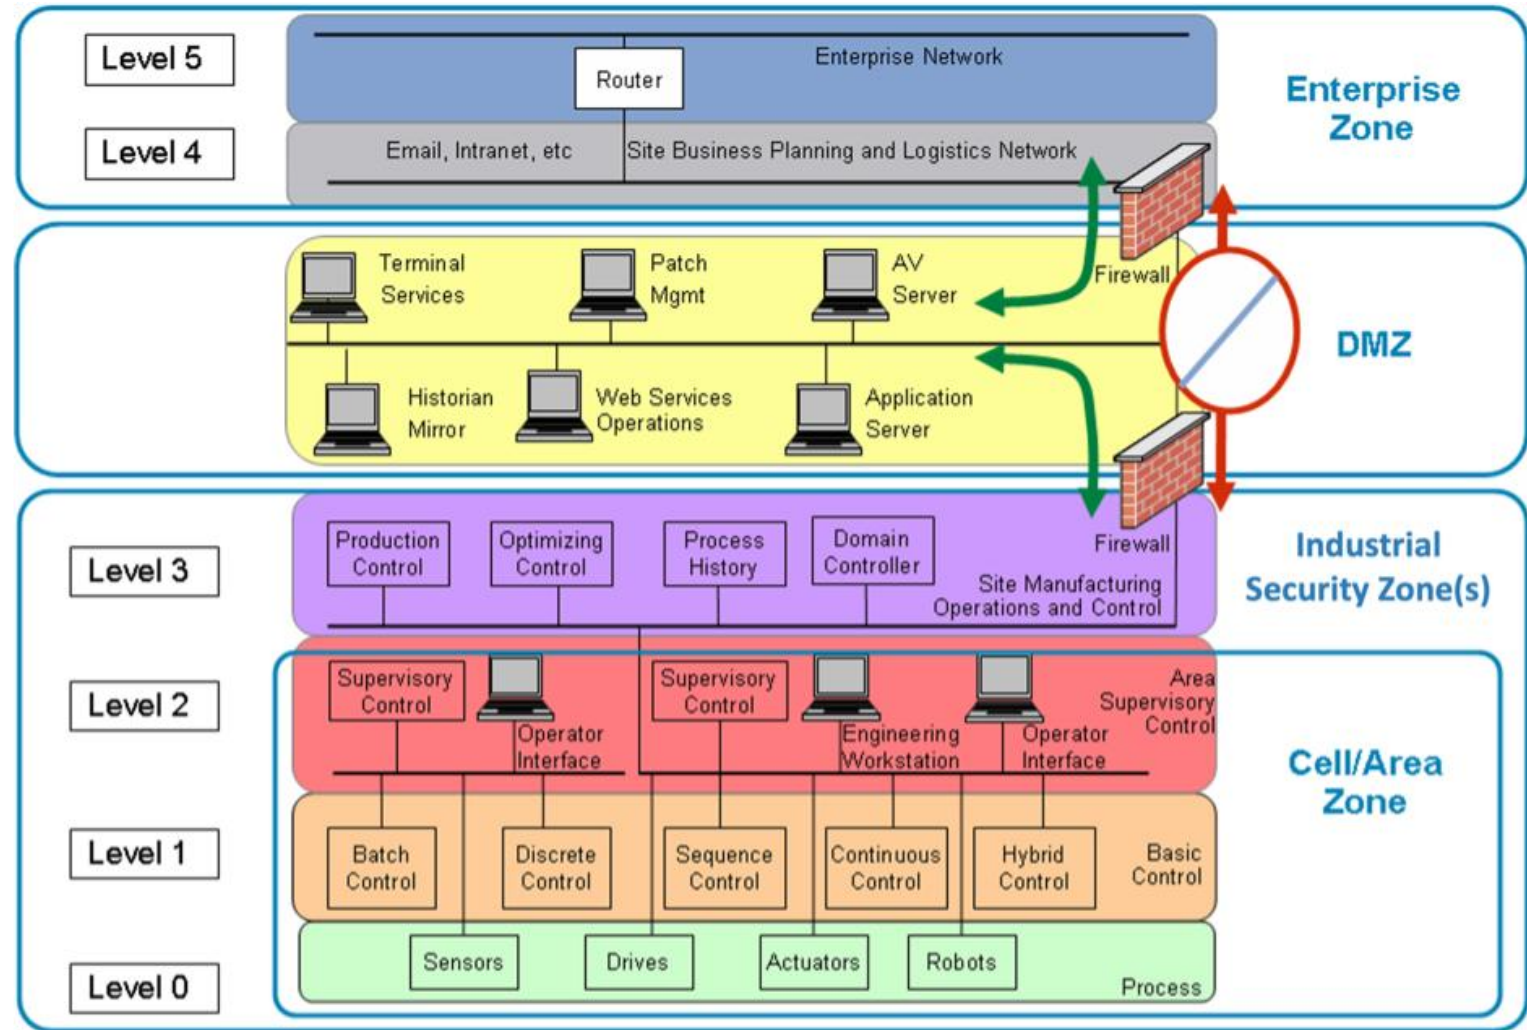 Level 5
Enterprise Network
Router
Enterprise
Zone
Level 4
Email, Intranet, etc
Site Business Planning and Logistics Network
Terminal
Services
Patch
Mgmt
AV
Server
Firewall
DMZ
Historian
Mirror
Web Services
Operations
Application
Server
Level 3
Production
Control
Optimizing
Control
Process
History
Domain
Controller
Firewall
Site Manufacturing
Operations and Control
Industrial
Security Zone(s)
Level 2
Supervisory
Control
Operator
Interface
Supervisory
Control
Engineering
Workstation
Operator
Interface
Area
Supervisory
Control
Cell/Area
Zone
Level 1
Batch
Control
Discrete
Control
Sequence
Control
Continuous
Control
Hybrid
Control
Basic
Control
Level 0
Sensors
Drives
Actuators
Robots
Process